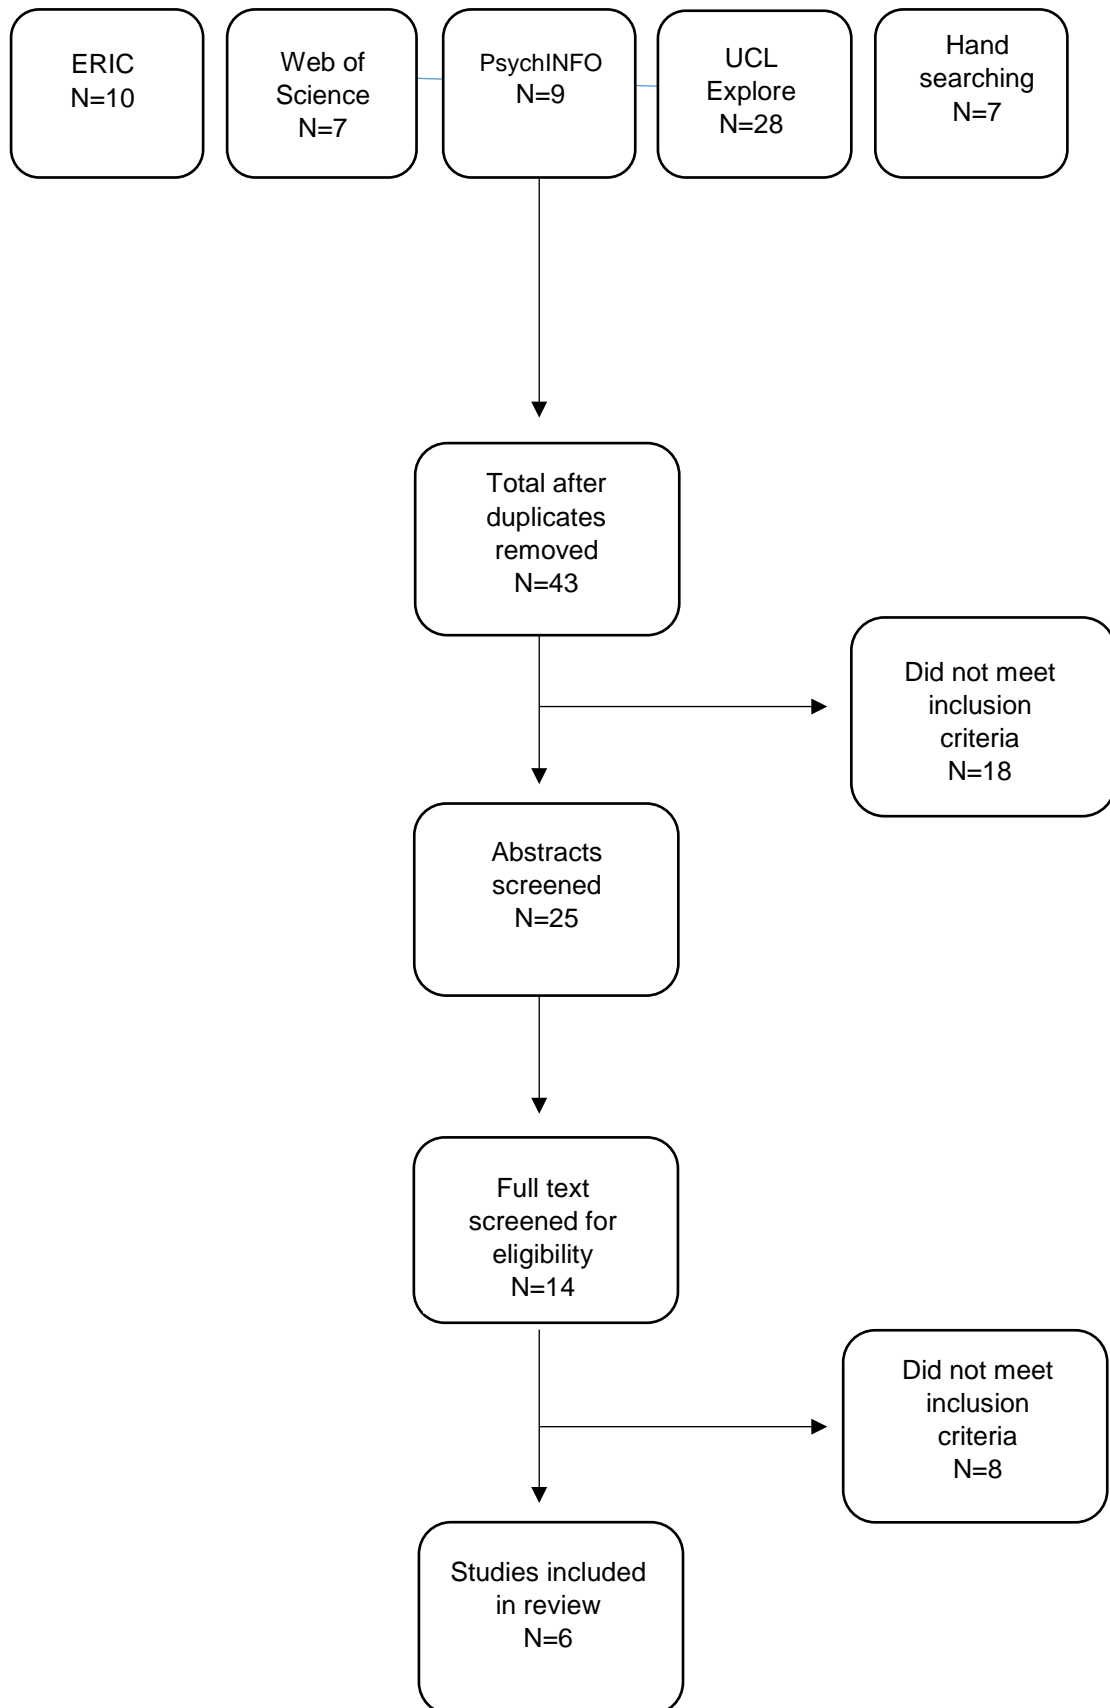 ERIC
N=10
Web of
Science
N=7
PsychINFO
N=9
UCL
Explore
N=28
Hand
searching
N=7
Total after
duplicates
removed
N=43
Did not meet
inclusion
criteria
N=18
Abstracts
screened
N=25
Full text
screened for
eligibility
N=14
Did not meet
inclusion
criteria
N=8
Studies included
in review
N=6